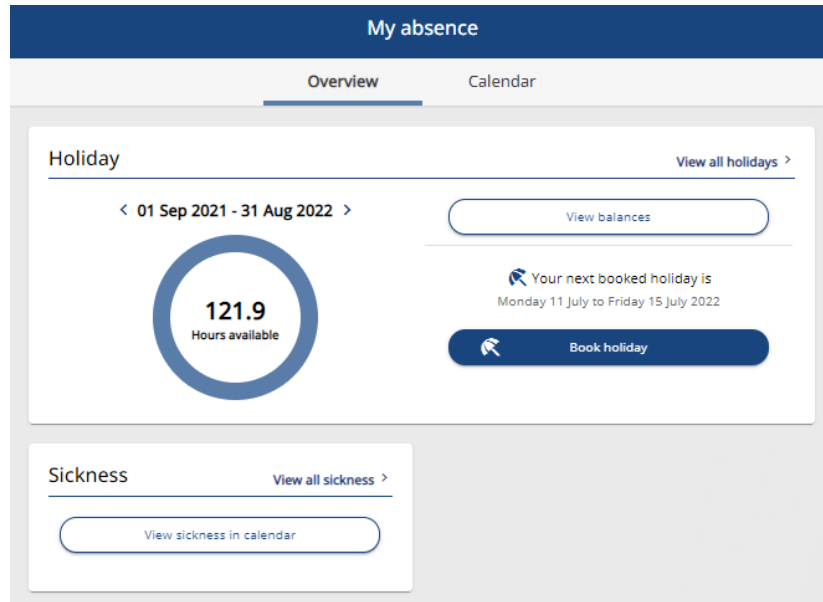 My absence
Overview
Calendar
Holiday
View all holidays >
< 01 Sep 2021 - 31 Aug 2022 >
121.9
Hours available
View balances
Your next booked holiday is
Monday 11 July to Friday 15 July 2022
Book holiday
Sickness
View all sickness >
View sickness in calendar